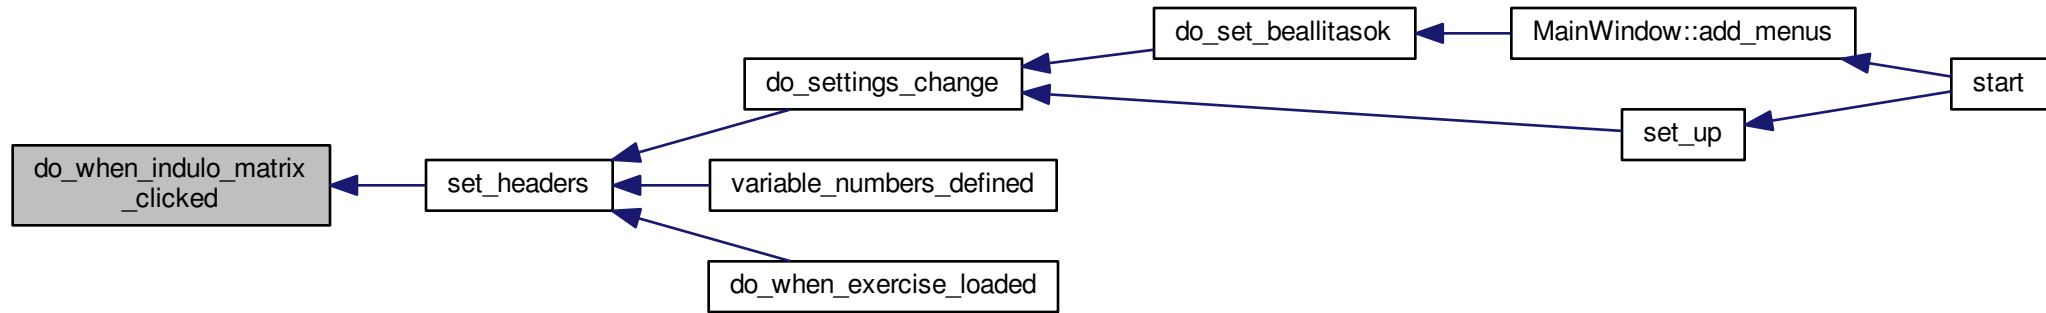 do_when_indulo_matrix
_clicked
set_headers
do_settings_change
variable_numbers_defined
do_when_exercise_loaded
do_set_beallitasok
MainWindow::add_menus
set_up
start